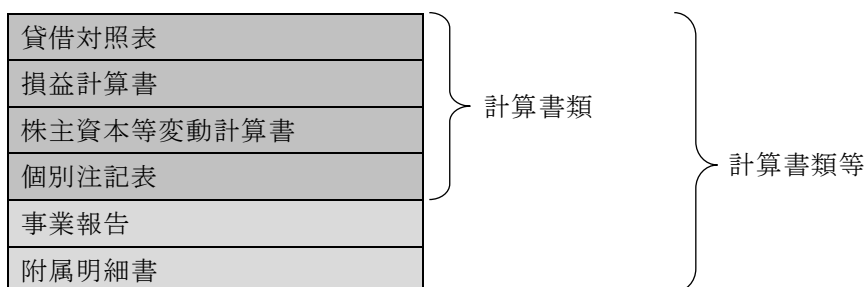 貸借対照表
損益計算書
株主資本等変動計算書
個別注記表
事業報告
附属明細書
計算書類
計算書類等